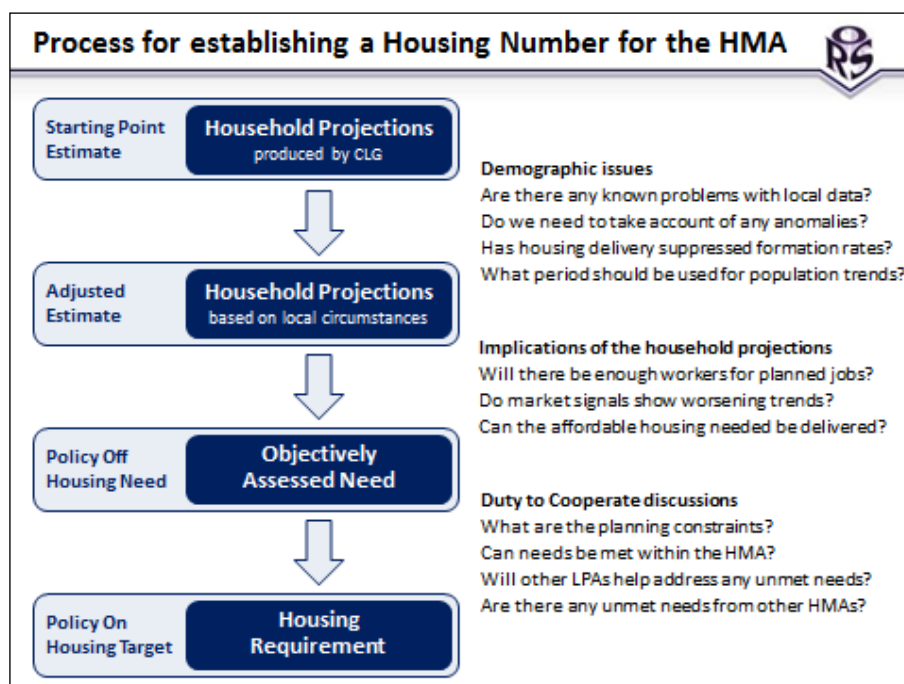 Process for establishing a Housing Number for the HMA
ORS
Starting Point
Estimate
Household Projections
produced by CLG
Demographic issues
Are there any known problems with local data?
Do we need to take account of any anomalies?
Has housing delivery suppressed formation rates?
What period should be used for population trends?
Adjusted
Estimate
Household Projections
based on local circumstances
Implications of the household projections
Will there be enough workers for planned jobs?
Do market signals show worsening trends?
Can the affordable housing needed be delivered?
Policy Off
Housing Need
Objectively
Assessed Need
Duty to Cooperate discussions
What are the planning constraints?
Can needs be met within the HMA?
Will other LPAs help address any unmet needs?
Are there any unmet needs from other HMAs?
Policy On
Housing Target
Housing
Requirement